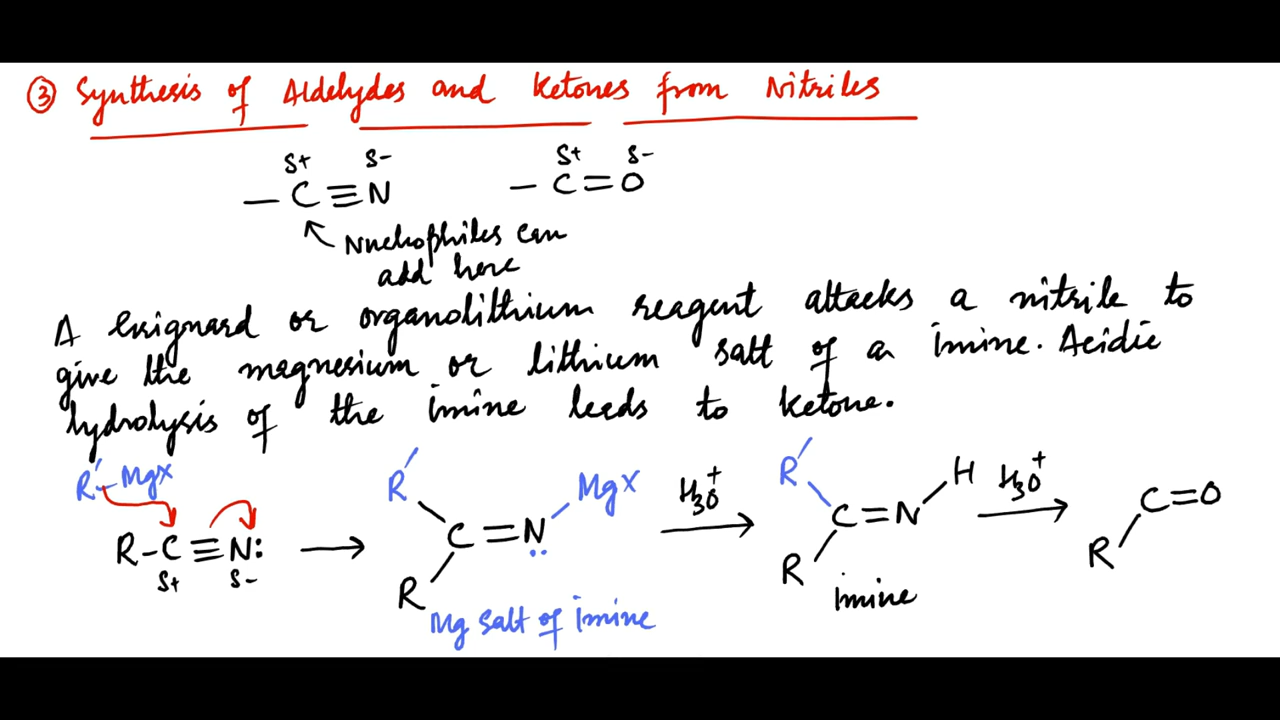 ③ Synthesis of Aldehydes and Ketones from Nitriles
δ+ δ- δ+ δ-
— C ≡ N — C = O
Nucleophiles can
add here
A Grignard or organolithium reagent attacks a nitrile to
give the magnesium or lithium salt of a imine. Acidic
hydrolysis of the imine leads to ketone.
R'-MgX R' MgX H3O+ R' H H3O+
R-C≡N: C=N C=N C=O
δ+ δ- R R R
Mg salt of imine imine